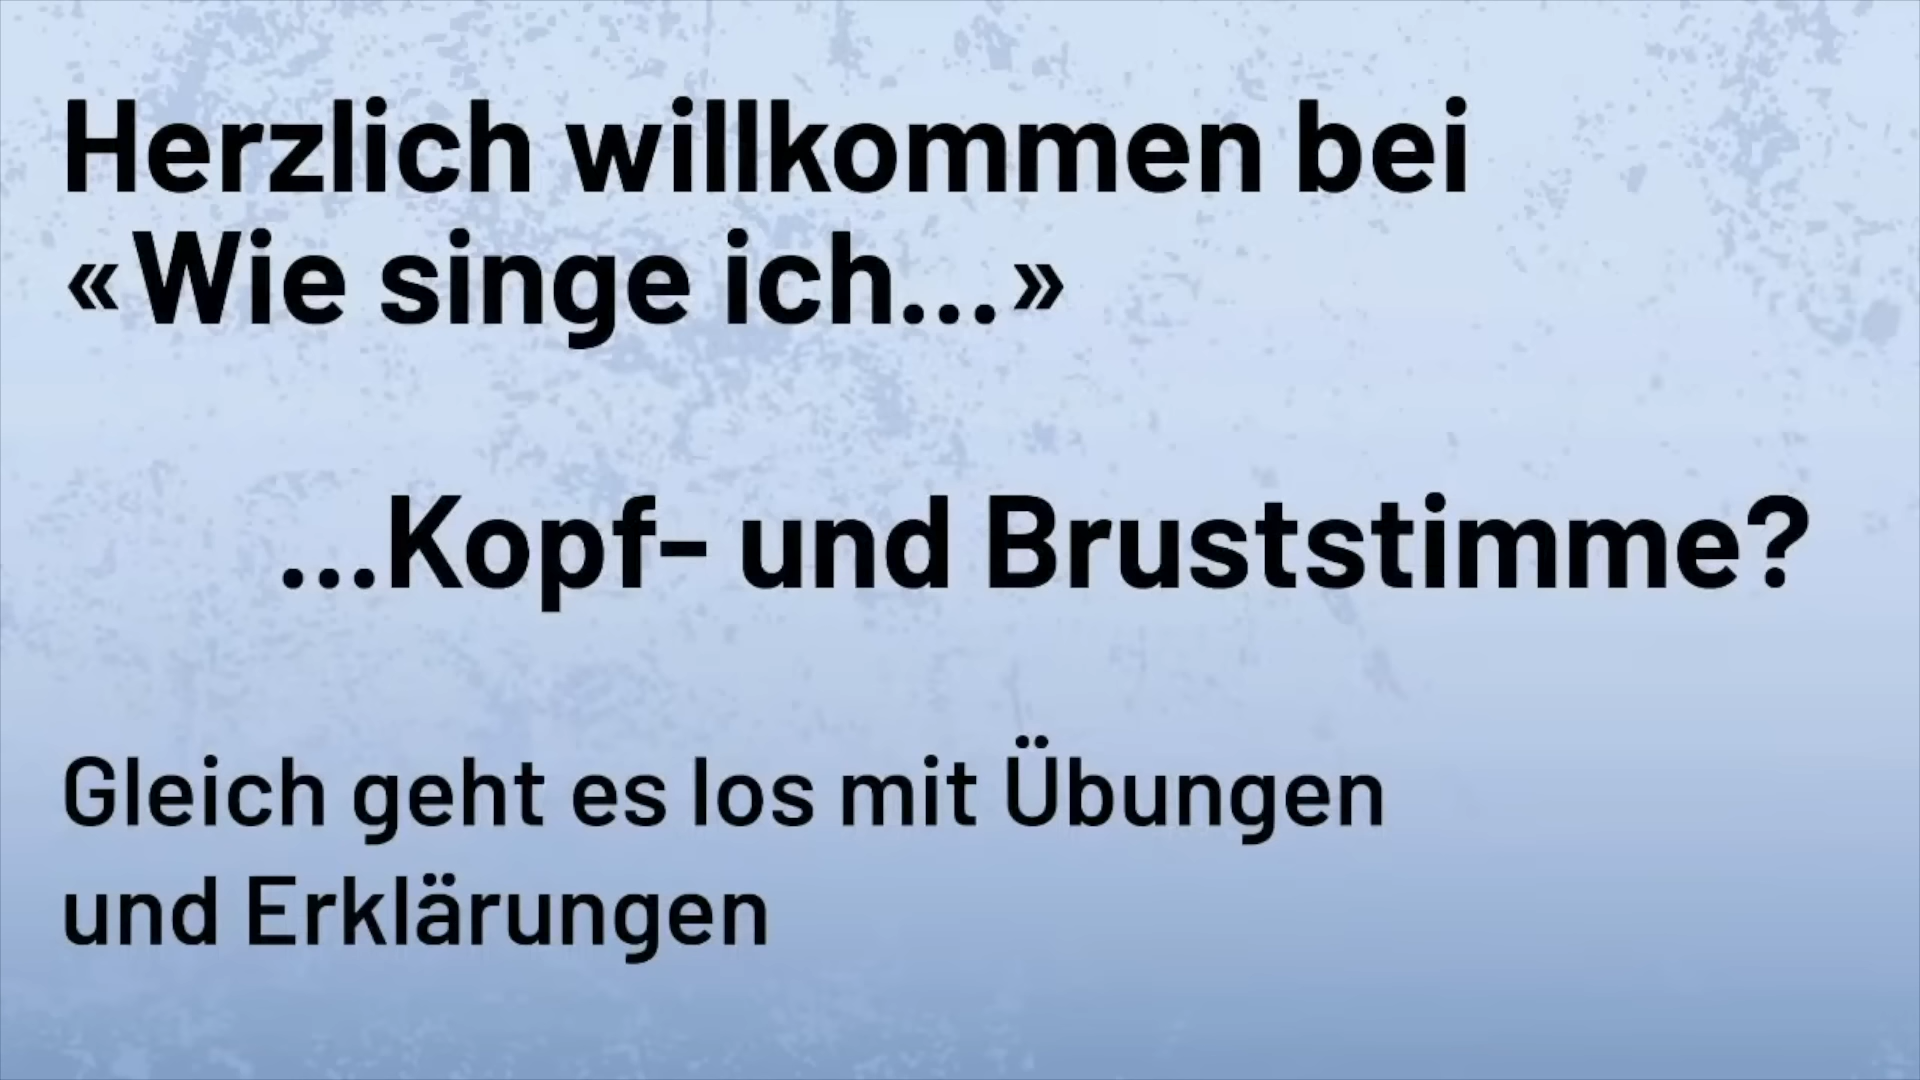 Herzlich willkommen bei
«Wie singe ich...»
...Kopf- und Bruststimme?
Gleich geht es los mit Übungen
und Erklärungen